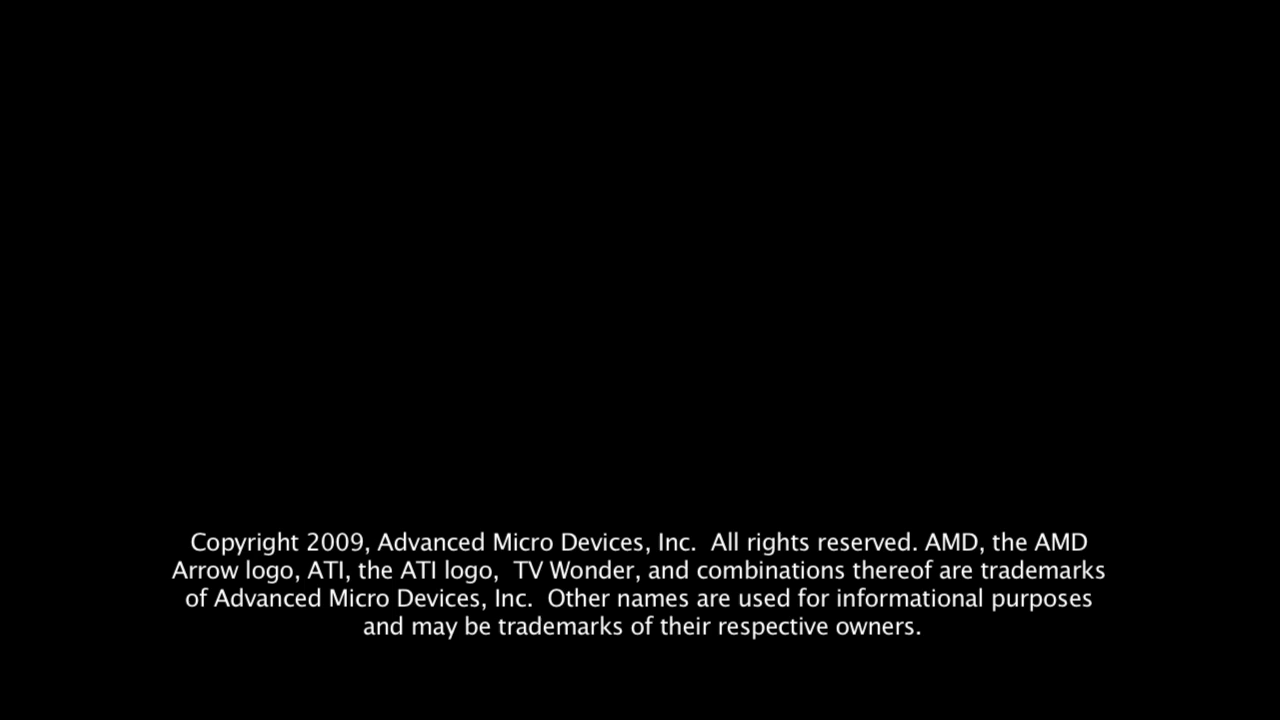 Copyright 2009, Advanced Micro Devices, Inc.  All rights reserved. AMD, the AMD
Arrow logo, ATI, the ATI logo,  TV Wonder, and combinations thereof are trademarks
of Advanced Micro Devices, Inc.  Other names are used for informational purposes
and may be trademarks of their respective owners.